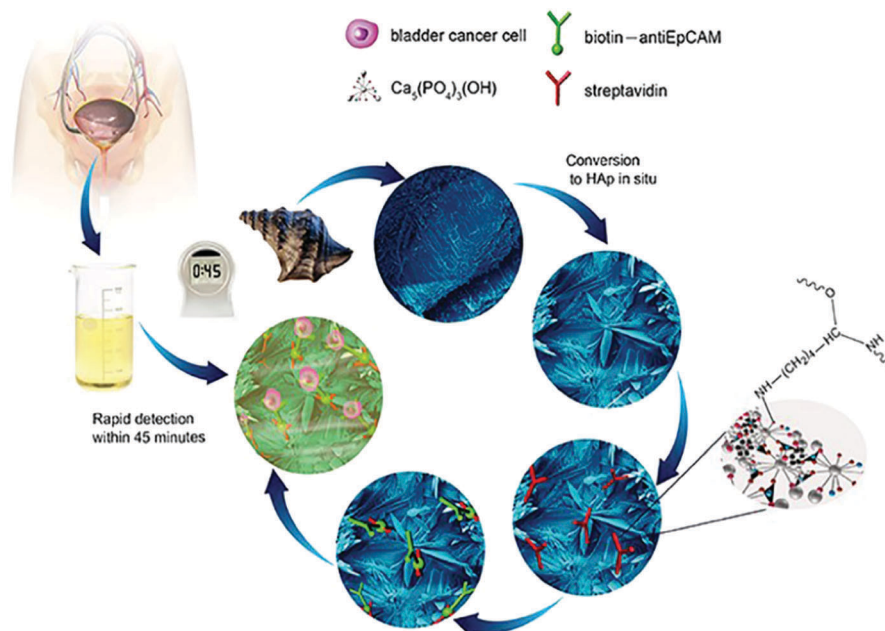 bladder cancer cell
biotin—antiEpCAM
Ca5(PO4)3(OH)
streptavidin
Conversion
to HAp in situ
0:45
O
HC
(CH2)4
NH
NH
Rapid detection
within 45 minutes